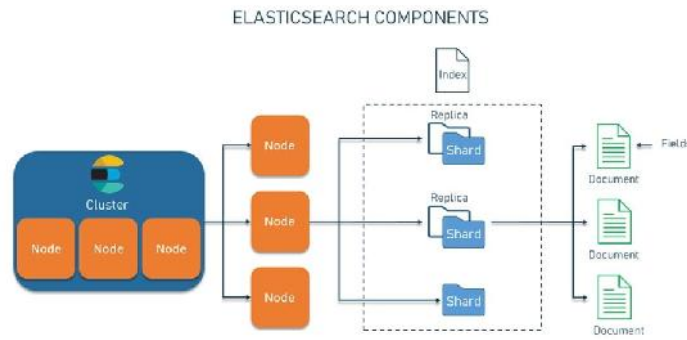 ELASTICSEARCH COMPONENTS
Index
Cluster
Node
Node
Node
Node
Node
Node
Replica
Shard
Replica
Shard
Shard
Document
Field
Document
Document